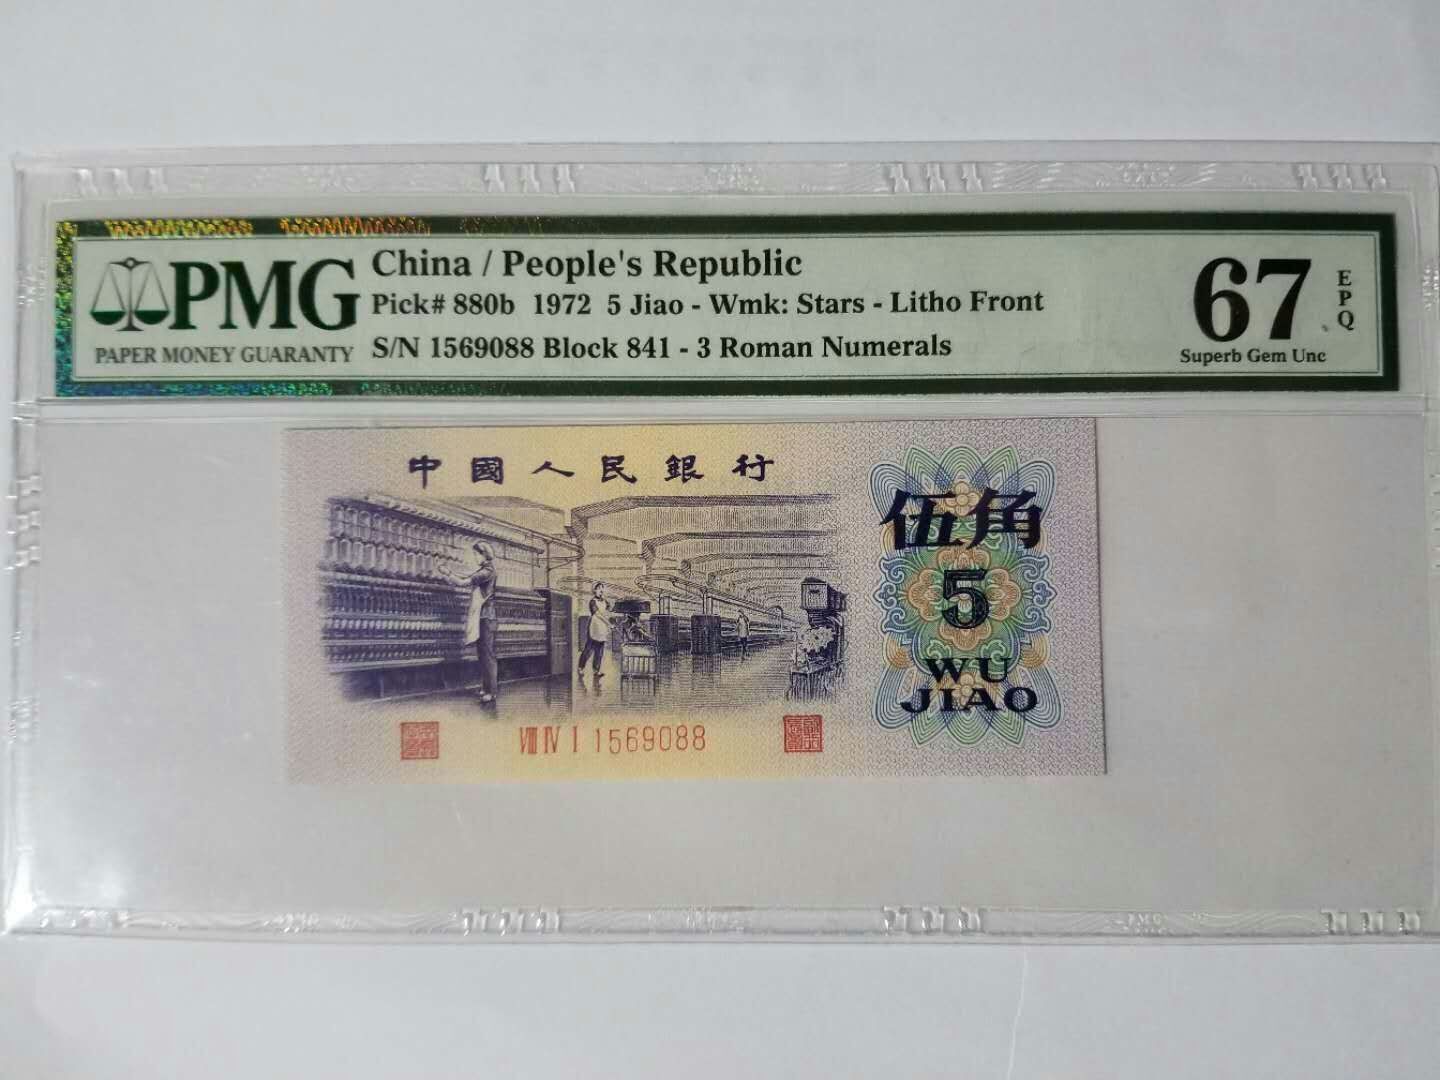 PMG
PAPER MONEY GUARANTY
China / People's Republic
Pick# 880b 1972 5 Jiao - Wmk: Stars - Litho Front
S/N 1569088 Block 841 - 3 Roman Numerals
67
EPQ
Superb Gem Unc
中國人民銀行
伍角
5
WU
JIAO
VIII IV I 1569088